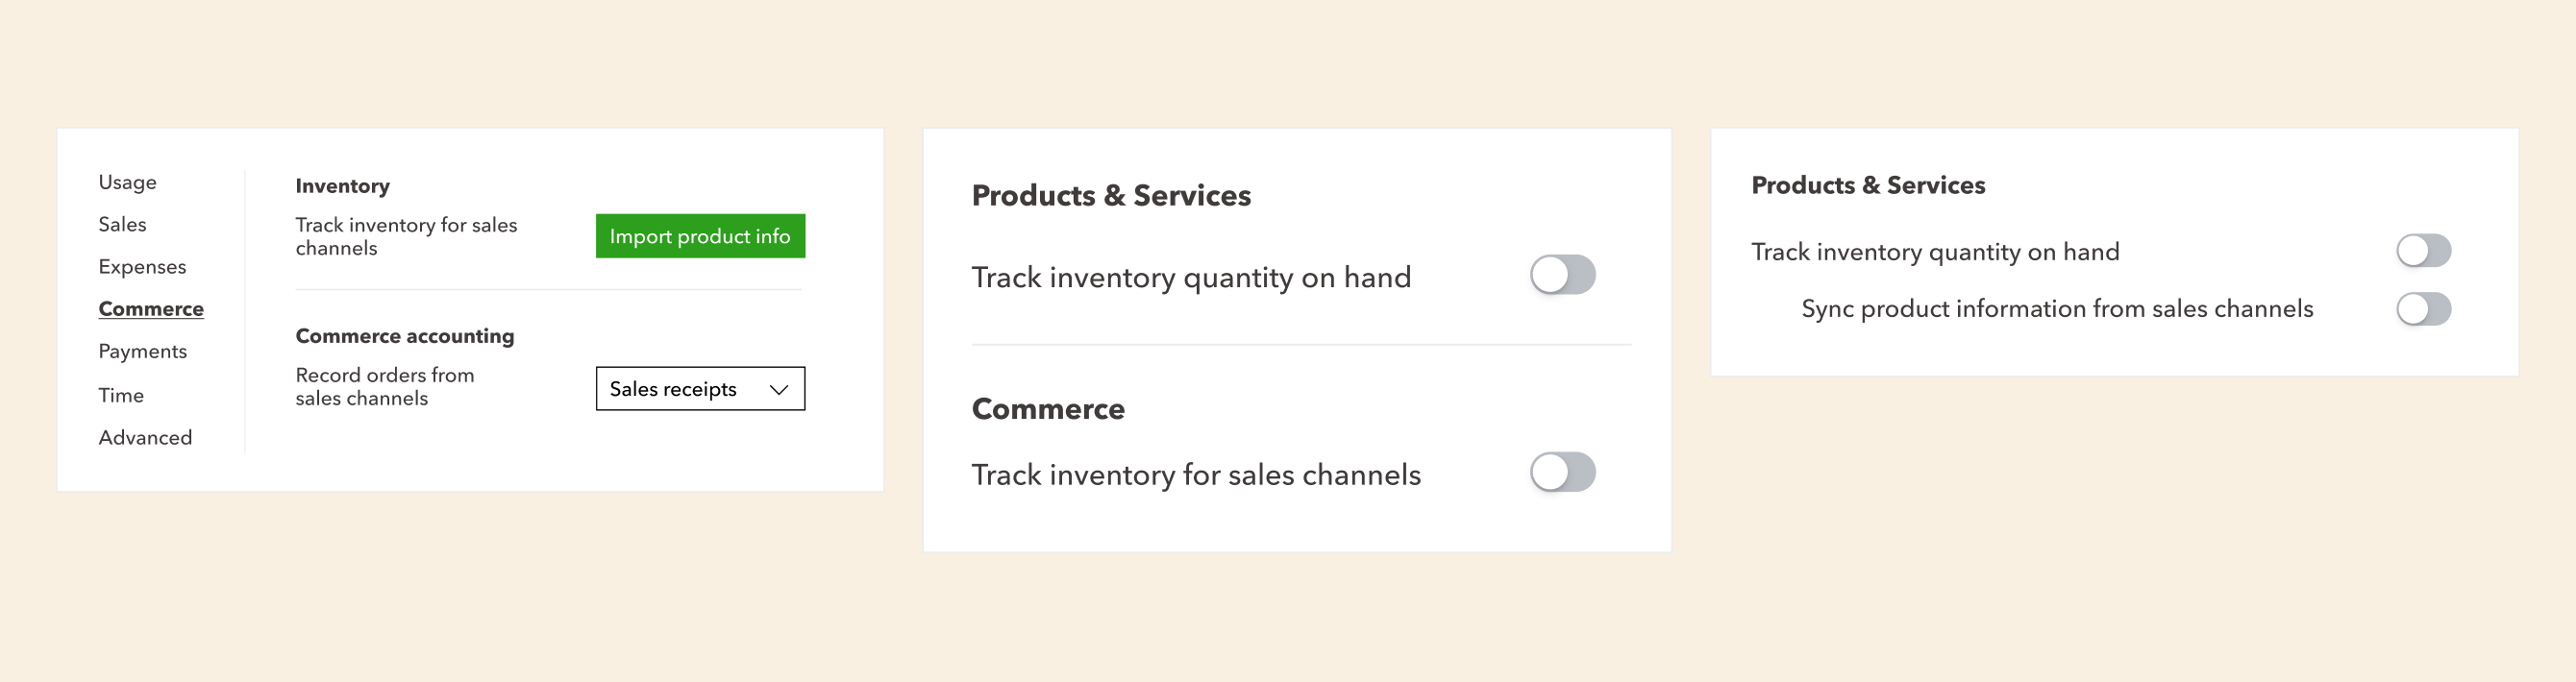 Usage
Sales
Expenses
Commerce
Payments
Time
Advanced
Inventory
Track inventory for sales
channels
Import product info
Commerce accounting
Record orders from
sales channels
Sales receipts
Products & Services
Track inventory quantity on hand
Commerce
Track inventory for sales channels
Products & Services
Track inventory quantity on hand
Sync product information from sales channels